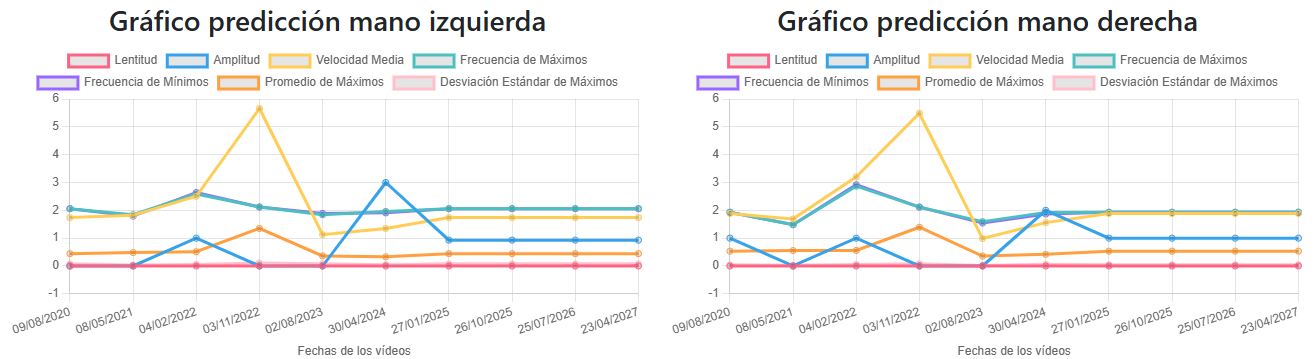 Gráfico predicción mano izquierda
Lentitud Amplitud Velocidad Media Frecuencia de Máximos
Frecuencia de Mínimos Promedio de Máximos Desviación Estándar de Máximos
6
5
4
3
2
1
0
-1
09/08/2020 08/05/2021 04/02/2022 03/11/2022 02/08/2023 30/04/2024 27/01/2025 26/10/2025 25/07/2026 23/04/2027
Fechas de los vídeos
Gráfico predicción mano derecha
Lentitud Amplitud Velocidad Media Frecuencia de Máximos
Frecuencia de Mínimos Promedio de Máximos Desviación Estándar de Máximos
6
5
4
3
2
1
0
-1
09/08/2020 08/05/2021 04/02/2022 03/11/2022 02/08/2023 30/04/2024 27/01/2025 26/10/2025 25/07/2026 23/04/2027
Fechas de los vídeos